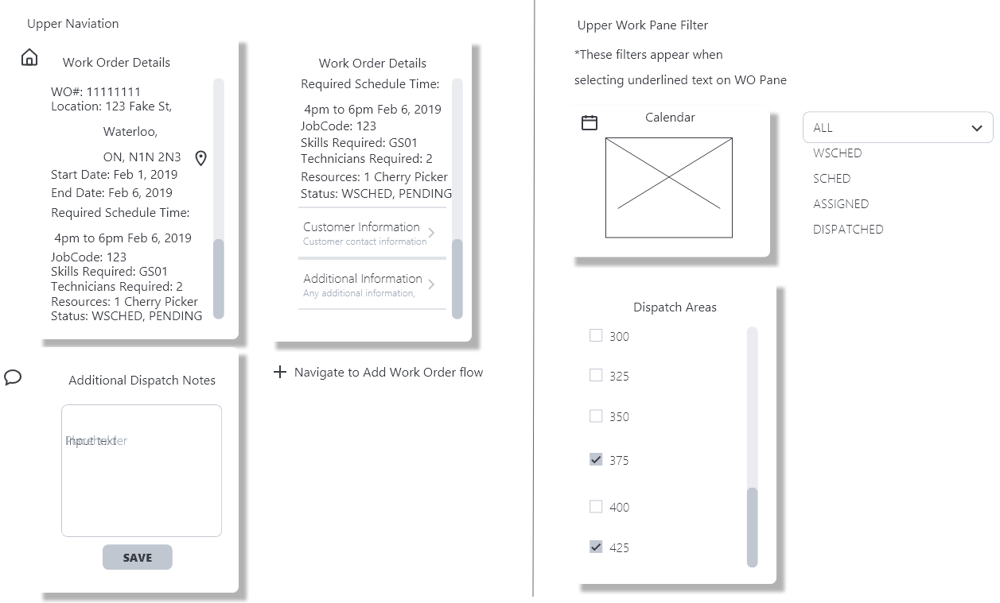 Upper Naviation
Work Order Details
WO#: 11111111
Location: 123 Fake St,
Waterloo,
ON, N1N 2N3
Start Date: Feb 1, 2019
End Date: Feb 6, 2019
Required Schedule Time:
4pm to 6pm Feb 6, 2019
JobCode: 123
Skills Required: GS01
Technicians Required: 2
Resources: 1 Cherry Picker
Status: WSCHED, PENDING
Work Order Details
Required Schedule Time:
4pm to 6pm Feb 6, 2019
JobCode: 123
Skills Required: GS01
Technicians Required: 2
Resources: 1 Cherry Picker
Status: WSCHED, PENDING
Customer Information
Customer contact information
Additional Information
Any additional information,
Additional Dispatch Notes
Placeholder
Input text
SAVE
Navigate to Add Work Order flow
Upper Work Pane Filter
*These filters appear when
selecting underlined text on WO Pane
Calendar
ALL
WSCHED
SCHED
ASSIGNED
DISPATCHED
Dispatch Areas
300
325
350
375
400
425